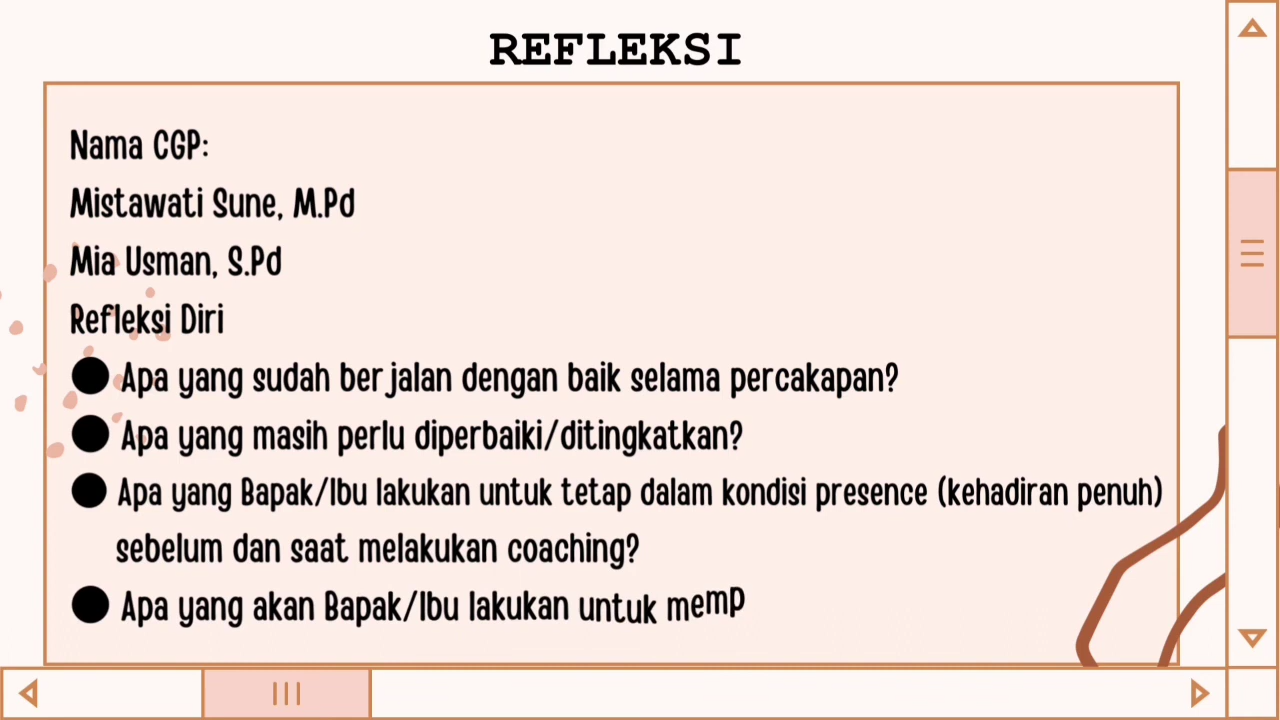 REFLEKSI
Nama CGP:
Mistawati Sune, M.Pd
Mia Usman, S.Pd
Refleksi Diri
● Apa yang sudah berjalan dengan baik selama percakapan?
● Apa yang masih perlu diperbaiki/ditingkatkan?
● Apa yang Bapak/Ibu lakukan untuk tetap dalam kondisi presence (kehadiran penuh)
sebelum dan saat melakukan coaching?
● Apa yang akan Bapak/Ibu lakukan untuk memp